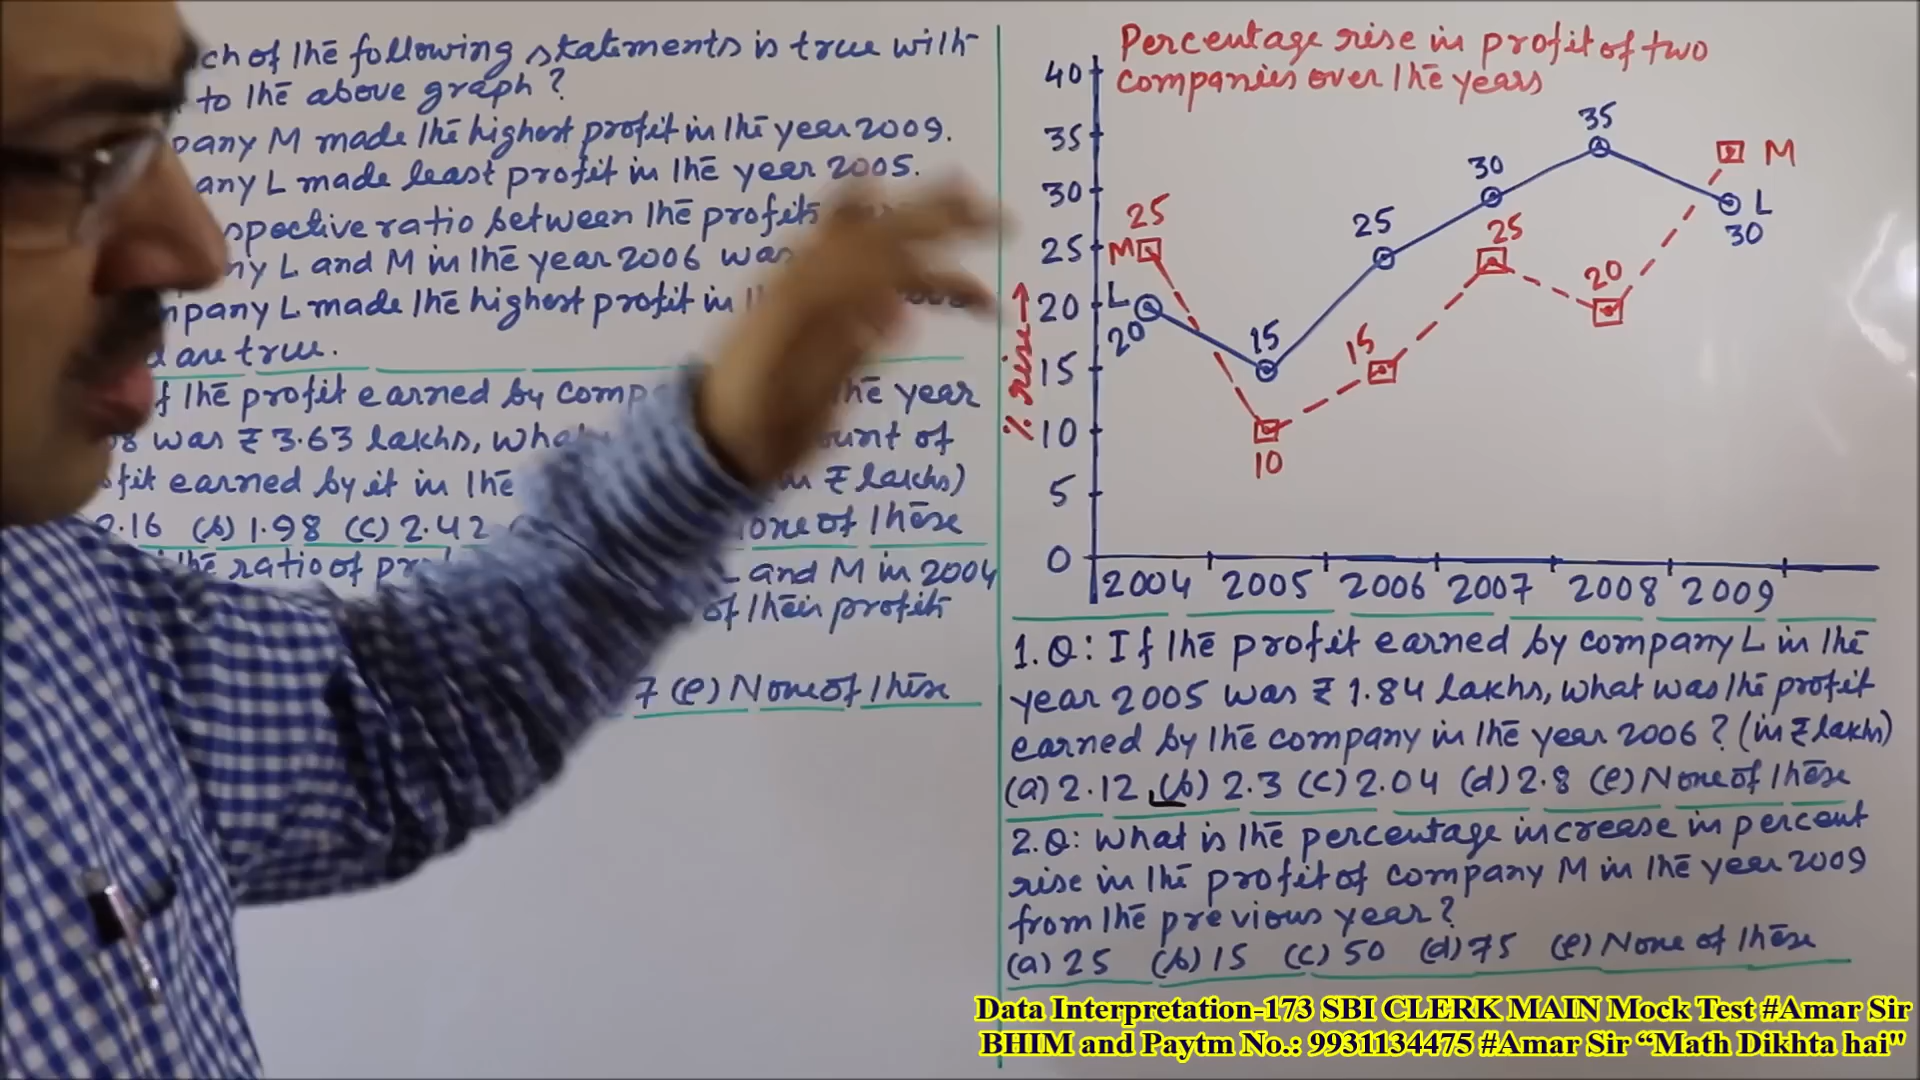 ch of the following statements is true with
to the above graph?
pany M made the highest profit in the year 2009.
any L made least profit in the year 2005.
spective ratio between the profits
ny L and M in the year 2006 was
pany L made the highest profit in
d are true.
f the profit earned by comp he year
8 was ₹ 3.63 lakhs, what ount of
fit earned by it in the in ₹ lakhs)
2.16 (b) 1.98 (c) 2.42 one of these
the ratio of pr L and M in 2004
of their profits
7 (e) None of these
Percentage rise in profit of two
companies over the years
40
35
30
25
20
15
10
5
0
% rise →
M 25
10
15
25
20
M
L 20
15
25
30
35
L
30
2004 2005 2006 2007 2008 2009
1.Q: If the profit earned by company L in the
year 2005 was ₹ 1.84 lakhs, what was the profit
earned by the company in the year 2006? (in ₹ lakhs)
(a) 2.12 (b) 2.3 (c) 2.04 (d) 2.8 (e) None of these
2.Q: What is the percentage increase in percent
rise in the profit of company M in the year 2009
from the previous year?
(a) 25 (b) 15 (c) 50 (d) 75 (e) None of these
Data Interpretation-173 SBI CLERK MAIN Mock Test #Amar Sir
BHIM and Paytm No.: 9931134475 #Amar Sir “Math Dikhta hai"